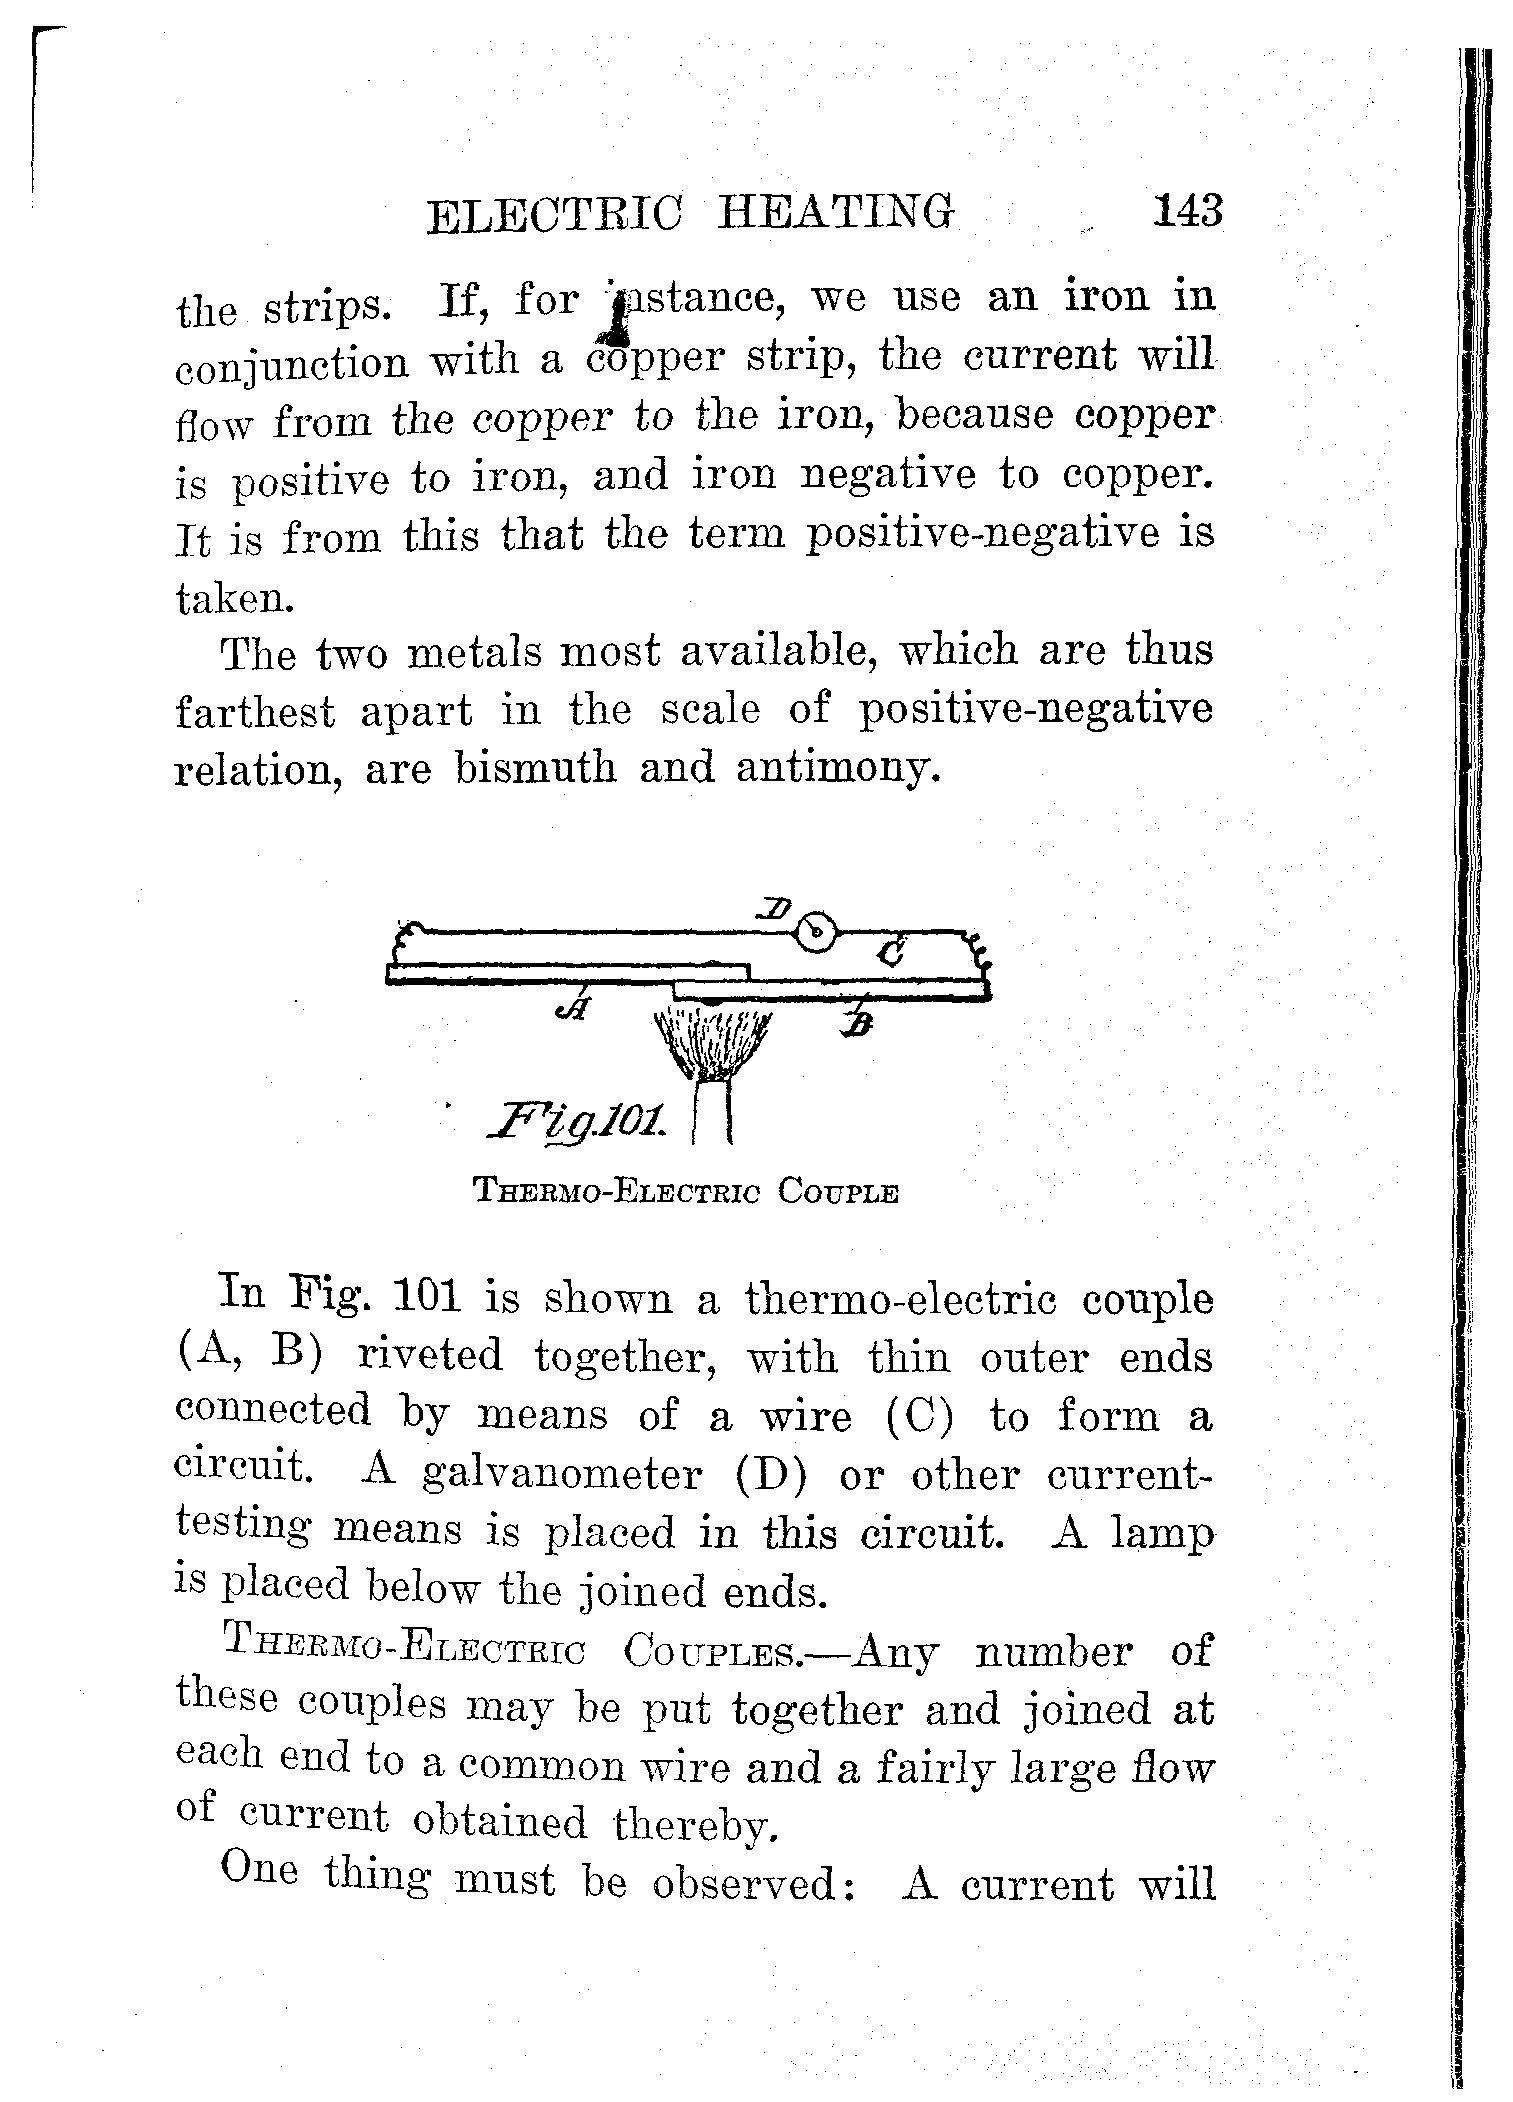 ELECTRIC HEATING 143
the strips. If, for instance, we use an iron in
conjunction with a copper strip, the current will
flow from the copper to the iron, because copper
is positive to iron, and iron negative to copper.
It is from this that the term positive-negative is
taken.
The two metals most available, which are thus
farthest apart in the scale of positive-negative
relation, are bismuth and antimony.
D
C
A
B
Fig.101.
THERMO-ELECTRIC COUPLE
In Fig. 101 is shown a thermo-electric couple
(A, B) riveted together, with thin outer ends
connected by means of a wire (C) to form a
circuit. A galvanometer (D) or other current-
testing means is placed in this circuit. A lamp
is placed below the joined ends.
THERMO-ELECTRIC COUPLES.—Any number of
these couples may be put together and joined at
each end to a common wire and a fairly large flow
of current obtained thereby.
One thing must be observed: A current will